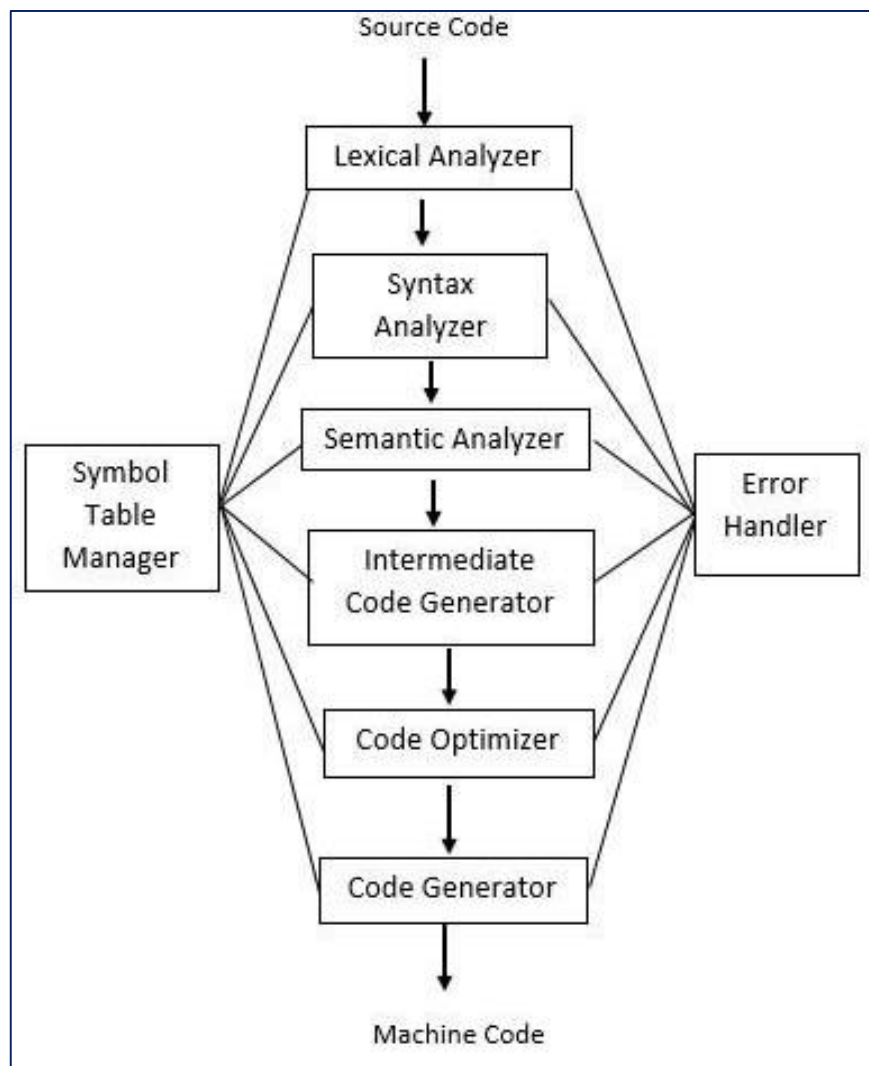 Source Code
Lexical Analyzer
Syntax
Analyzer
Semantic Analyzer
Symbol
Table
Manager
Error
Handler
Intermediate
Code Generator
Code Optimizer
Code Generator
Machine Code